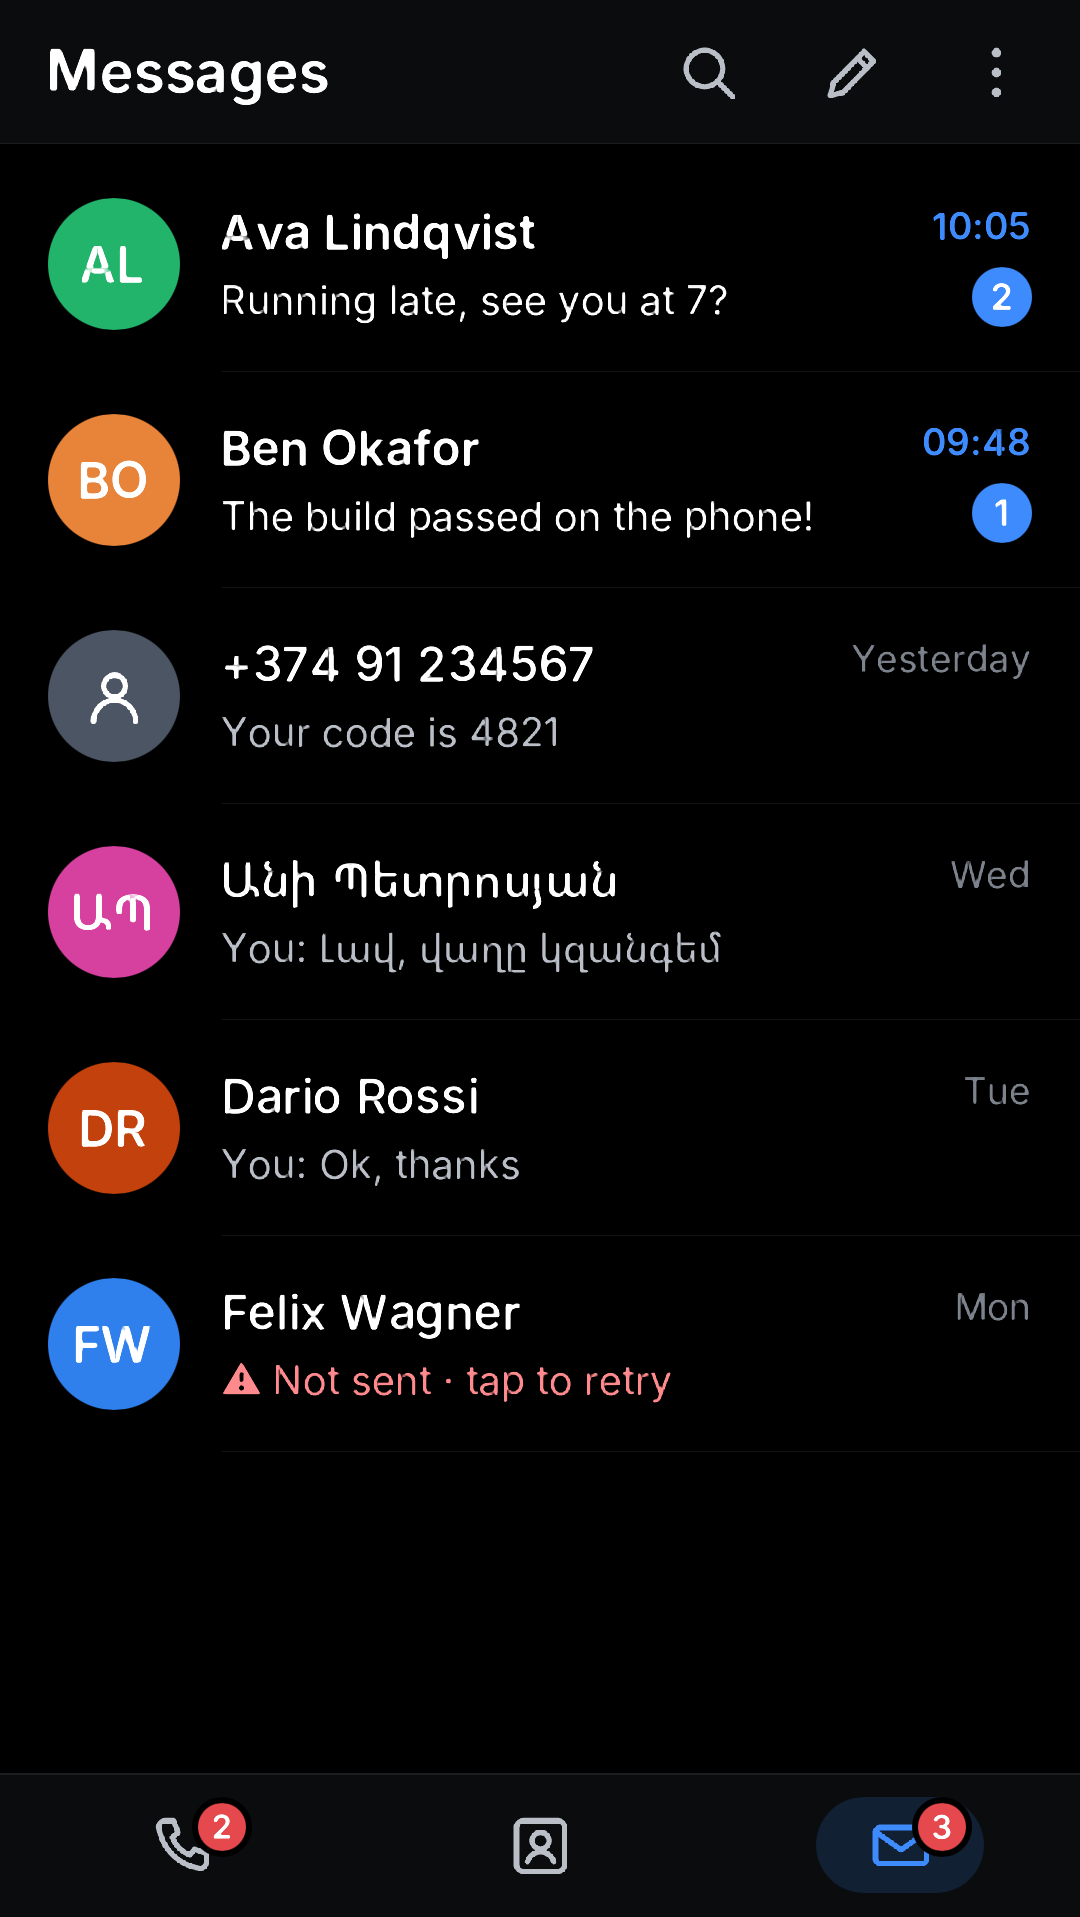 Messages
AL
Ava Lindqvist
10:05
Running late, see you at 7?
2
BO
Ben Okafor
09:48
The build passed on the phone!
1
+374 91 234567
Yesterday
Your code is 4821
ԱՊ
Անի Պետրոսյան
Wed
You: Լավ, վաղը կզանգեմ
DR
Dario Rossi
Tue
You: Ok, thanks
FW
Felix Wagner
Mon
Not sent · tap to retry
2
3